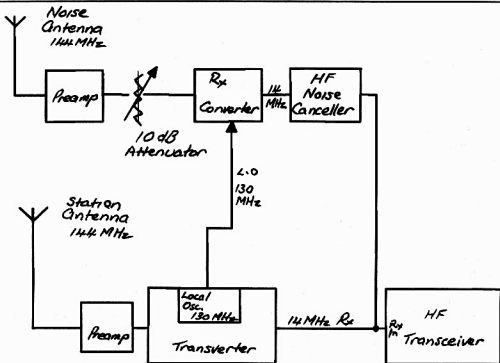 Noise
Antenna
144 MHz
Preamp
10 dB
Attenuator
Rx
Converter
14
MHz
HF
Noise
Canceller
L.O
130
MHz
Station
Antenna
144 MHz
Preamp
Local
Osc.
130 MHz
Transverter
14 MHz Rx
Rx
In
HF
Transceiver